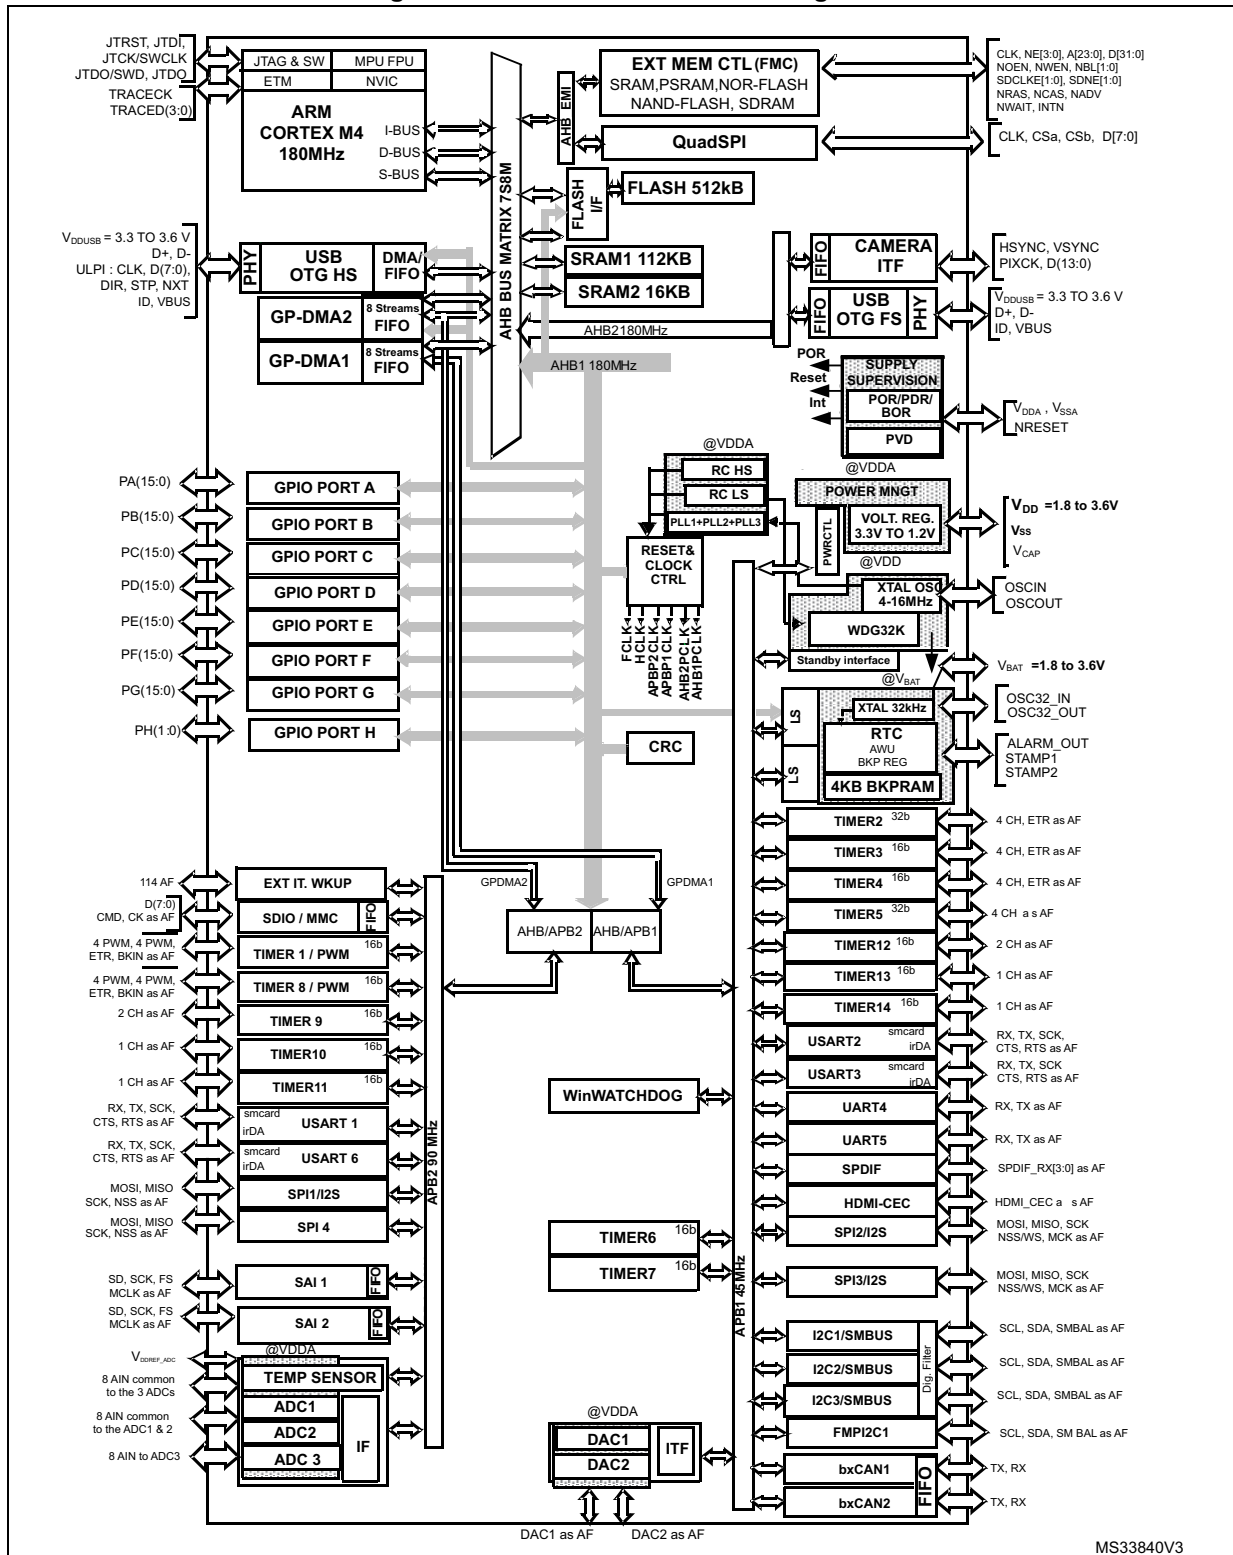 JTRST, JTDI,
JTCK/SWCLK
JTDO/SWD, JTDO
TRACECK
TRACED(3:0)
JTAG & SW
MPU FPU
ETM
NVIC
ARM
CORTEX M4
180MHz
I-BUS
D-BUS
S-BUS
AHB BUS MATRIX 7S8M
AHB EMI
EXT MEM CTL (FMC)
SRAM,PSRAM,NOR-FLASH
NAND-FLASH, SDRAM
QuadSPI
CLK, NE[3:0], A[23:0], D[31:0]
NOEN, NWEN, NBL[1:0]
SDCLKE[1:0], SDNE[1:0]
NRAS, NCAS, NADV
NWAIT, INTN
CLK, CSa, CSb, D[7:0]
FLASH
I/F
FLASH 512kB
SRAM1 112KB
SRAM2 16KB
VDDUSB = 3.3 TO 3.6 V
D+, D-
ULPI : CLK, D(7:0),
DIR, STP, NXT
ID, VBUS
PHY
USB
OTG HS
DMA/
FIFO
GP-DMA2
8 Streams
FIFO
GP-DMA1
8 Streams
FIFO
AHB2180MHz
AHB1 180MHz
FIFO
CAMERA
ITF
HSYNC, VSYNC
PIXCK, D(13:0)
FIFO
USB
OTG FS
PHY
VDDUSB = 3.3 TO 3.6 V
D+, D-
ID, VBUS
POR
Reset
Int
SUPPLY
SUPERVISION
POR/PDR/
BOR
PVD
VDDA , VSSA
NRESET
@VDDA
RC HS
RC LS
PLL1+PLL2+PLL3
RESET&
CLOCK
CTRL
FCLK
HCLK
APBP2CLK
APBP1CLK
AHB2PCLK
AHB1PCLK
@VDDA
POWER MNGT
VOLT. REG.
3.3V TO 1.2V
PWRCTL
VDD =1.8 to 3.6V
VSS
VCAP
@VDD
XTAL OSC
4-16MHz
WDG32K
Standby interface
OSCIN
OSCOUT
VBAT =1.8 to 3.6V
@VBAT
LS
LS
XTAL 32kHz
RTC
AWU
BKP REG
4KB BKPRAM
OSC32_IN
OSC32_OUT
ALARM_OUT
STAMP1
STAMP2
PA(15:0)
GPIO PORT A
PB(15:0)
GPIO PORT B
PC(15:0)
GPIO PORT C
PD(15:0)
GPIO PORT D
PE(15:0)
GPIO PORT E
PF(15:0)
GPIO PORT F
PG(15:0)
GPIO PORT G
PH(1:0)
GPIO PORT H
CRC
GPDMA2
GPDMA1
AHB/APB2
AHB/APB1
114 AF
EXT IT. WKUP
D(7:0)
CMD, CK as AF
SDIO / MMC
FIFO
4 PWM, 4 PWM,
ETR, BKIN as AF
TIMER 1 / PWM 16b
4 PWM, 4 PWM,
ETR, BKIN as AF
TIMER 8 / PWM 16b
2 CH as AF
TIMER 9 16b
1 CH as AF
TIMER10 16b
1 CH as AF
TIMER11 16b
RX, TX, SCK,
CTS, RTS as AF
smcard
irDA
USART 1
RX, TX, SCK,
CTS, RTS as AF
smcard
irDA
USART 6
MOSI, MISO
SCK, NSS as AF
SPI1/I2S
MOSI, MISO
SCK, NSS as AF
SPI 4
SD, SCK, FS
MCLK as AF
SAI 1
FIFO
SD, SCK, FS
MCLK as AF
SAI 2
FIFO
APB2 90 MHz
@VDDA
VDDREF_ADC
TEMP SENSOR
8 AIN common
to the 3 ADCs
ADC1
8 AIN common
to the ADC1 & 2
ADC2
8 AIN to ADC3
ADC 3
IF
WinWATCHDOG
TIMER6 16b
TIMER7 16b
@VDDA
DAC1
DAC2
ITF
DAC1 as AF
DAC2 as AF
APB1 45 MHz
TIMER2 32b
4 CH, ETR as AF
TIMER3 16b
4 CH, ETR as AF
TIMER4 16b
4 CH, ETR as AF
TIMER5 32b
4 CH a s AF
TIMER12 16b
2 CH as AF
TIMER13 16b
1 CH as AF
TIMER14 16b
1 CH as AF
USART2
smcard
irDA
RX, TX, SCK,
CTS, RTS as AF
USART3
smcard
irDA
RX, TX, SCK
CTS, RTS as AF
UART4
RX, TX as AF
UART5
RX, TX as AF
SPDIF
SPDIF_RX[3:0] as AF
HDMI-CEC
HDMI_CEC a s AF
SPI2/I2S
MOSI, MISO, SCK
NSS/WS, MCK as AF
SPI3/I2S
MOSI, MISO, SCK
NSS/WS, MCK as AF
I2C1/SMBUS
SCL, SDA, SMBAL as AF
I2C2/SMBUS
SCL, SDA, SMBAL as AF
I2C3/SMBUS
SCL, SDA, SMBAL as AF
Dig. Filter
FMPI2C1
SCL, SDA, SM BAL as AF
bxCAN1
TX, RX
bxCAN2
TX, RX
FIFO
MS33840V3